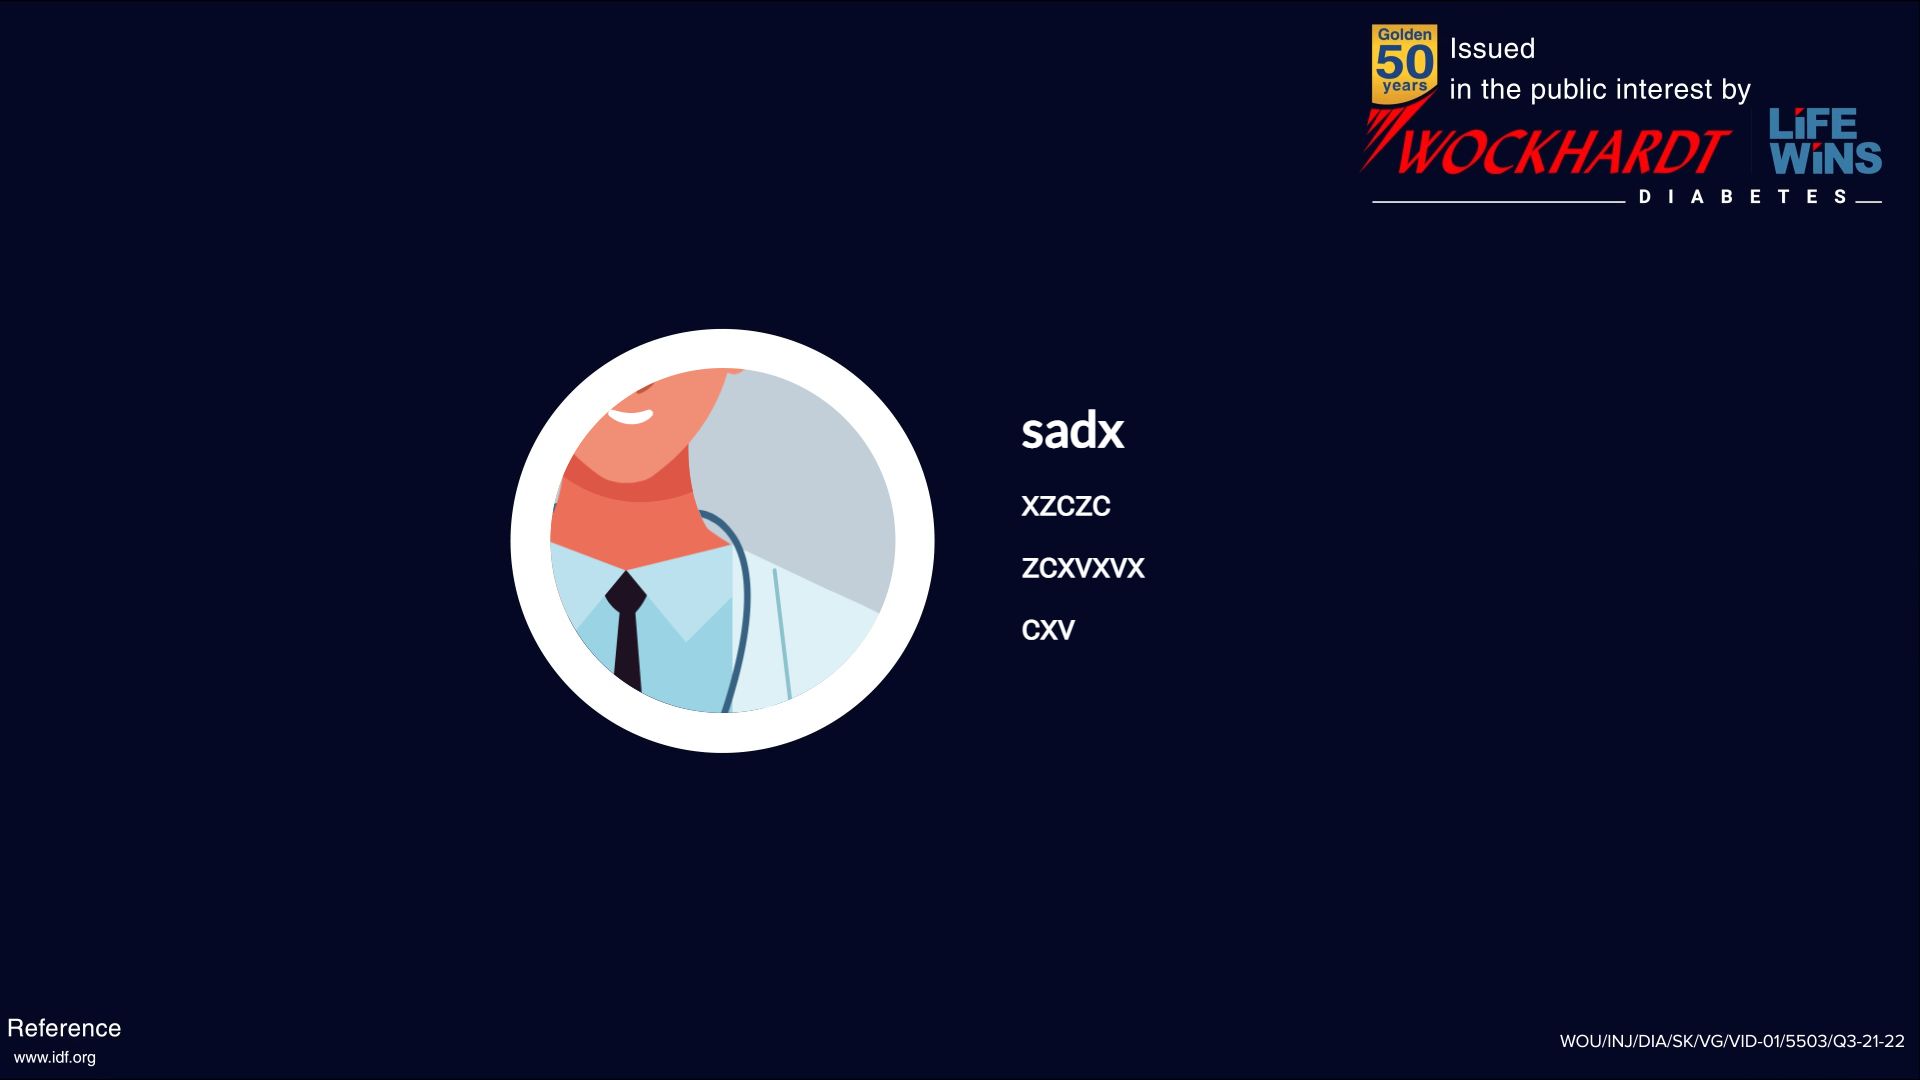 Golden
50
years
Issued
in the public interest by
WOCKHARDT
LiFE
WiNS
DIABETES
sadx
XZCZC
ZCXVXVX
CXV
Reference
www.idf.org
WOU/INJ/DIA/SK/VG/VID-01/5503/Q3-21-22